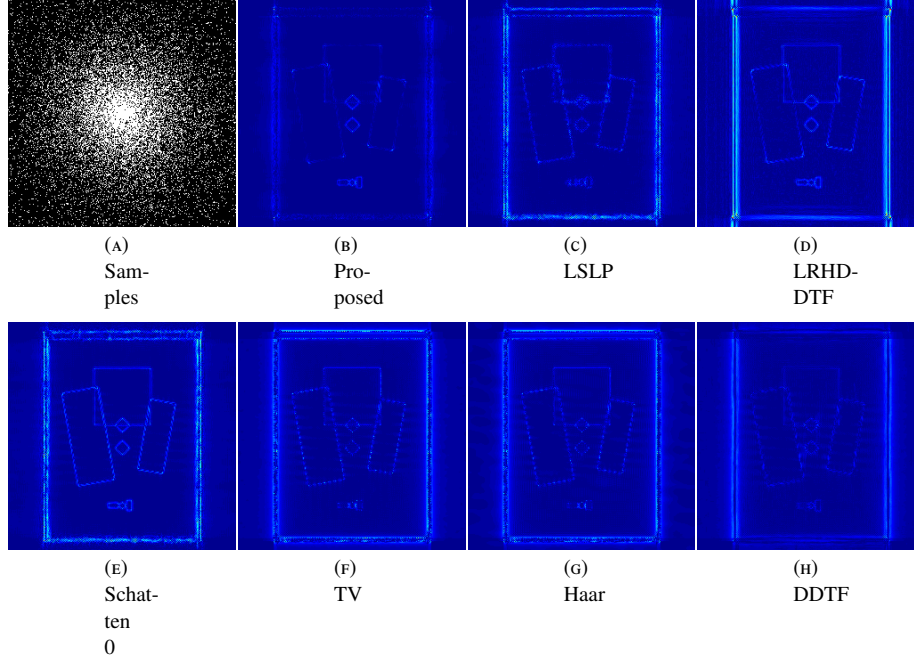 (A)
Sam-
ples
(B)
Pro-
posed
(C)
LSLP
(D)
LRHD-
DTF
(E)
Schat-
ten
0
(F)
TV
(G)
Haar
(H)
DDTF